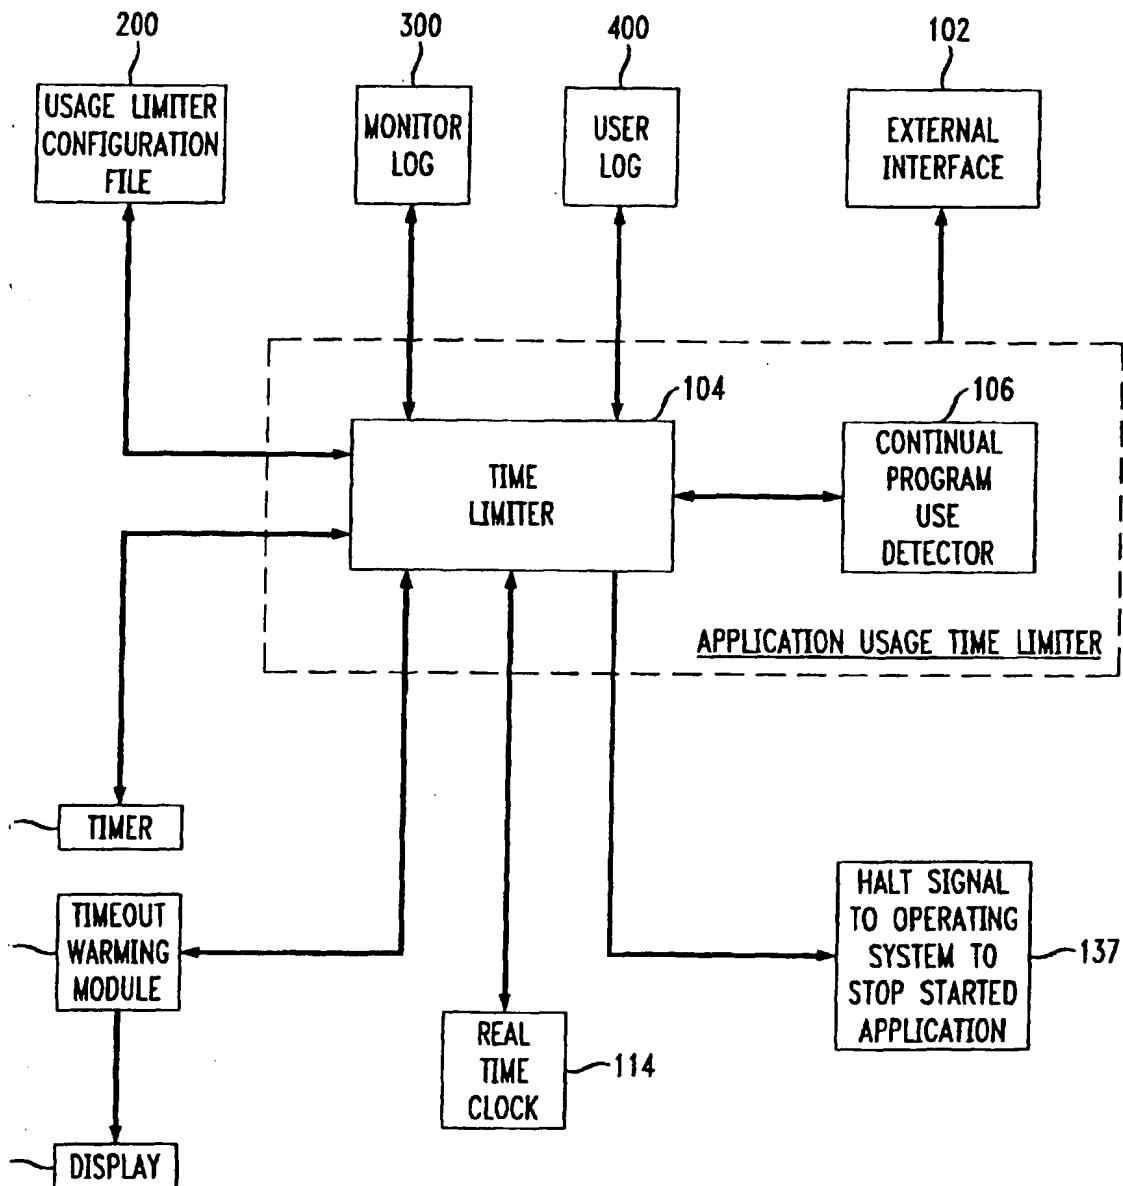 200
300
400
102
USAGE LIMITER
CONFIGURATION
FILE
MONITOR
LOG
USER
LOG
EXTERNAL
INTERFACE
104
106
TIME
LIMITER
CONTINUAL
PROGRAM
USE
DETECTOR
APPLICATION USAGE TIME LIMITER
TIMER
TIMEOUT
WARMING
MODULE
HALT SIGNAL
TO OPERATING
SYSTEM TO
STOP STARTED
APPLICATION
137
REAL
TIME
CLOCK
114
DISPLAY